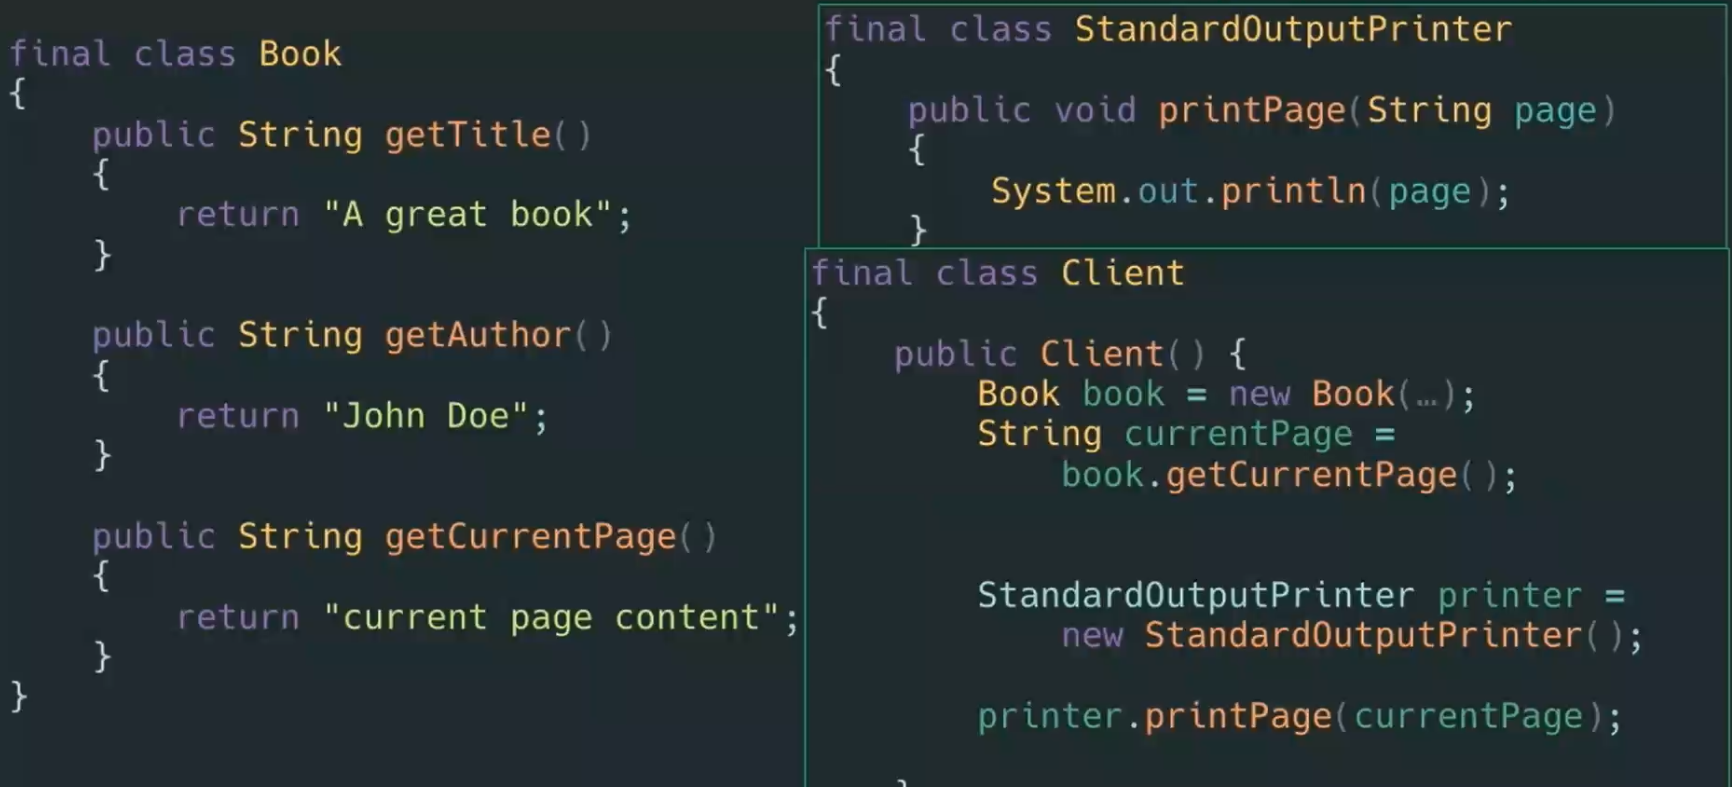 final class Book
{
    public String getTitle()
    {
        return "A great book";
    }

    public String getAuthor()
    {
        return "John Doe";
    }

    public String getCurrentPage()
    {
        return "current page content";
    }
}
final class StandardOutputPrinter
{
    public void printPage(String page)
    {
        System.out.println(page);
    }
final class Client
{
    public Client() {
        Book book = new Book(…);
        String currentPage =
            book.getCurrentPage();

        StandardOutputPrinter printer =
            new StandardOutputPrinter();

        printer.printPage(currentPage);
    }